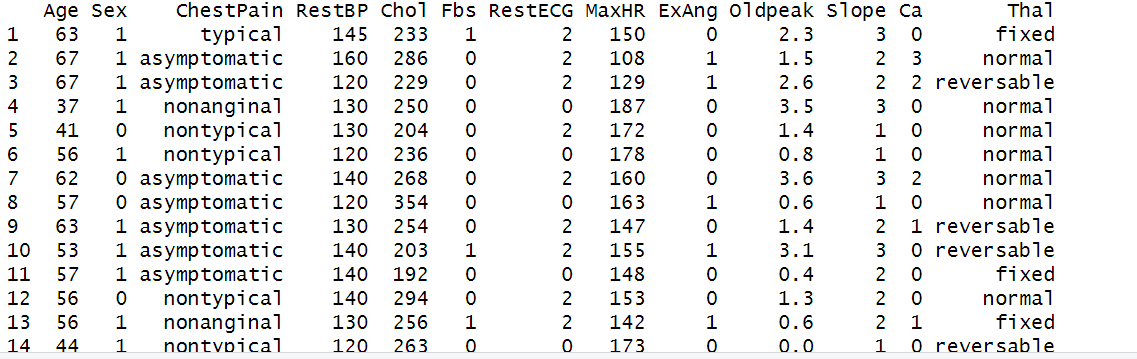 Age Sex ChestPain RestBP Chol Fbs RestECG MaxHR ExAng Oldpeak Slope Ca Thal
1 63 1 typical 145 233 1 2 150 0 2.3 3 0 fixed
2 67 1 asymptomatic 160 286 0 2 108 1 1.5 2 3 normal
3 67 1 asymptomatic 120 229 0 2 129 1 2.6 2 2 reversable
4 37 1 nonanginal 130 250 0 0 187 0 3.5 3 0 normal
5 41 0 nontypical 130 204 0 2 172 0 1.4 1 0 normal
6 56 1 nontypical 120 236 0 0 178 0 0.8 1 0 normal
7 62 0 asymptomatic 140 268 0 2 160 0 3.6 3 2 normal
8 57 0 asymptomatic 120 354 0 0 163 1 0.6 1 0 normal
9 63 1 asymptomatic 130 254 0 2 147 0 1.4 2 1 reversable
10 53 1 asymptomatic 140 203 1 2 155 1 3.1 3 0 reversable
11 57 1 asymptomatic 140 192 0 0 148 0 0.4 2 0 fixed
12 56 0 nontypical 140 294 0 2 153 0 1.3 2 0 normal
13 56 1 nonanginal 130 256 1 2 142 1 0.6 2 1 fixed
14 44 1 nontypical 120 263 0 0 173 0 0.0 1 0 reversable